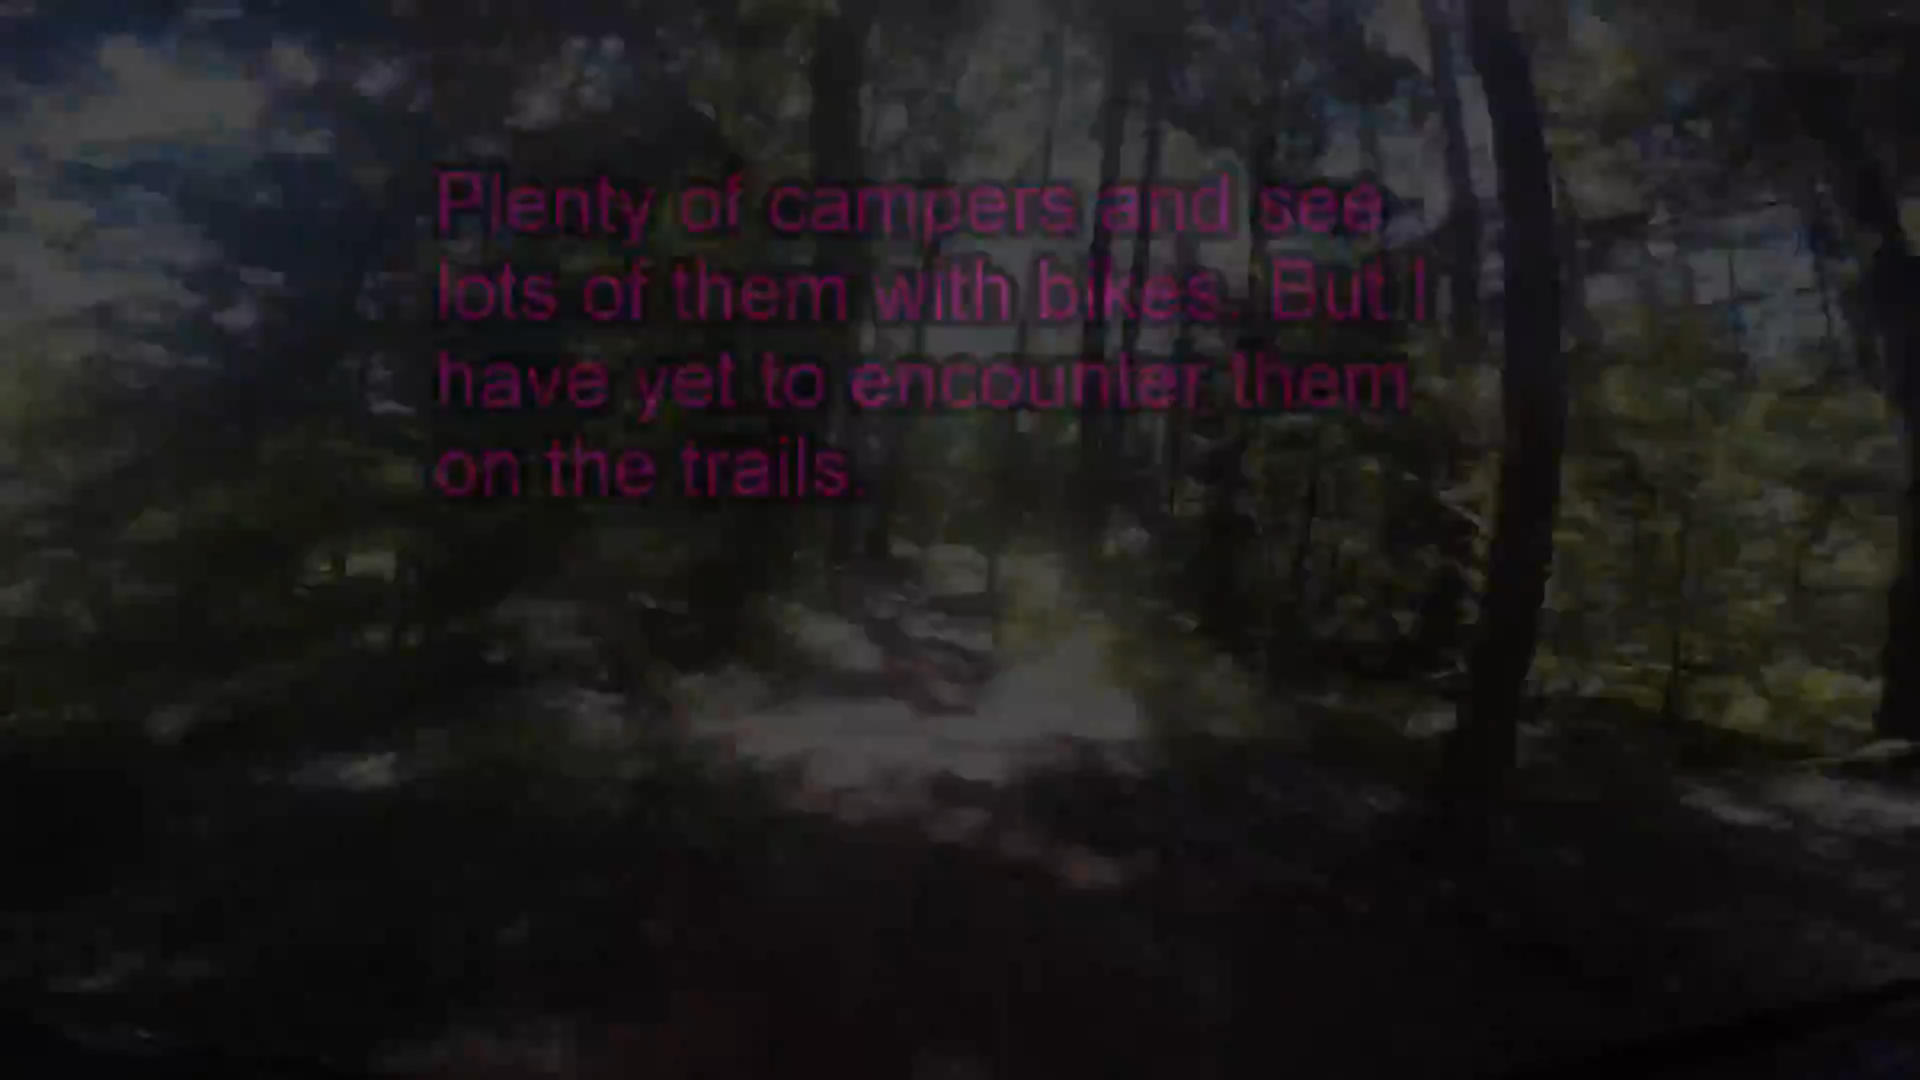 Plenty of campers and see
lots of them with bikes. But I
have yet to encounter them
on the trails.